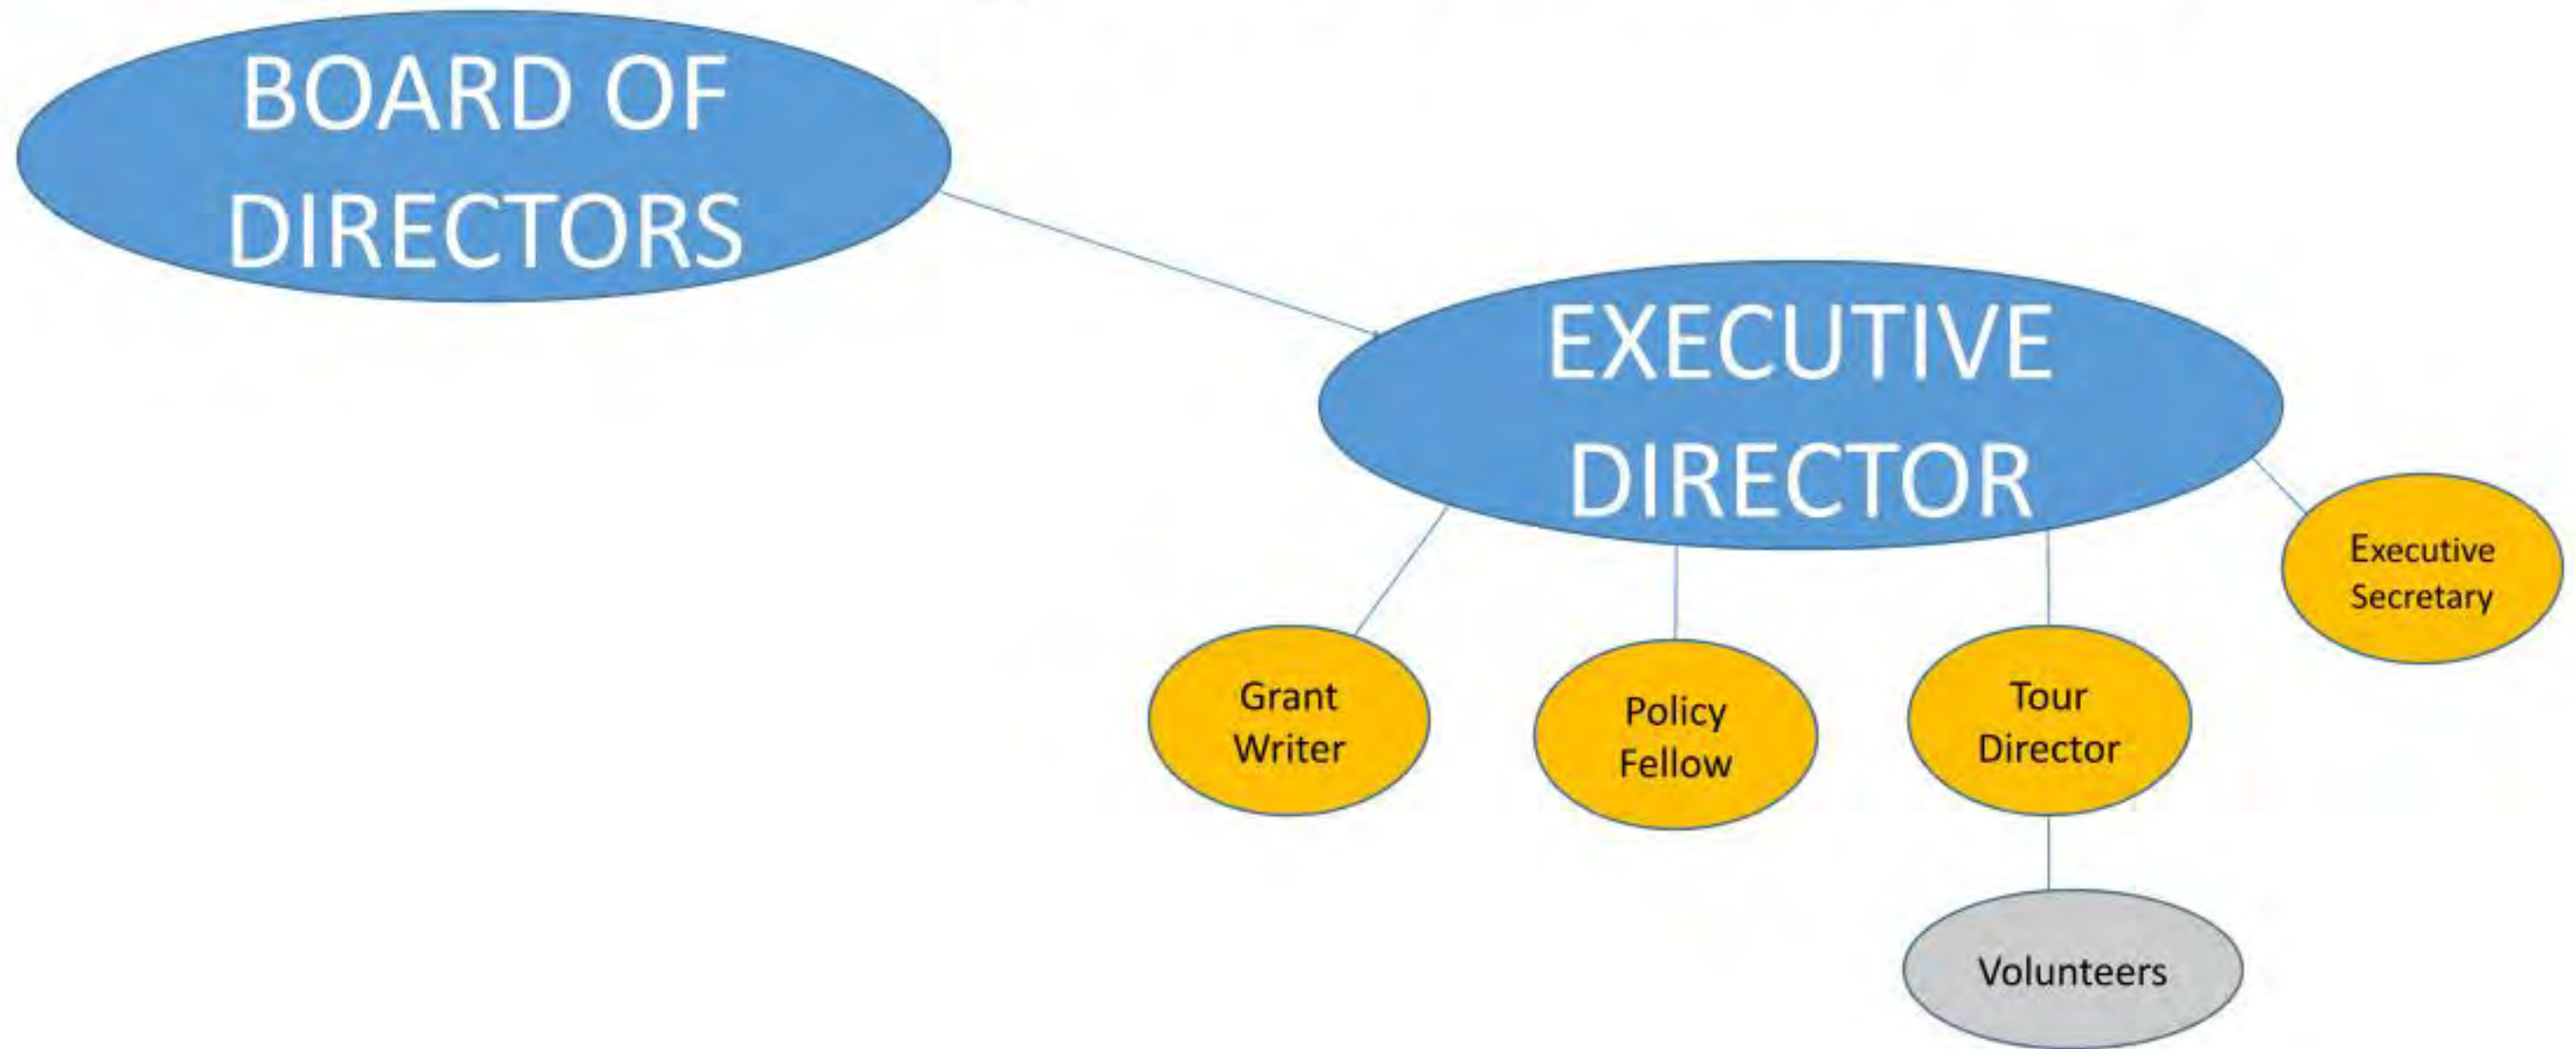 BOARD OF
DIRECTORS
EXECUTIVE
DIRECTOR
Executive
Secretary
Grant
Writer
Policy
Fellow
Tour
Director
Volunteers